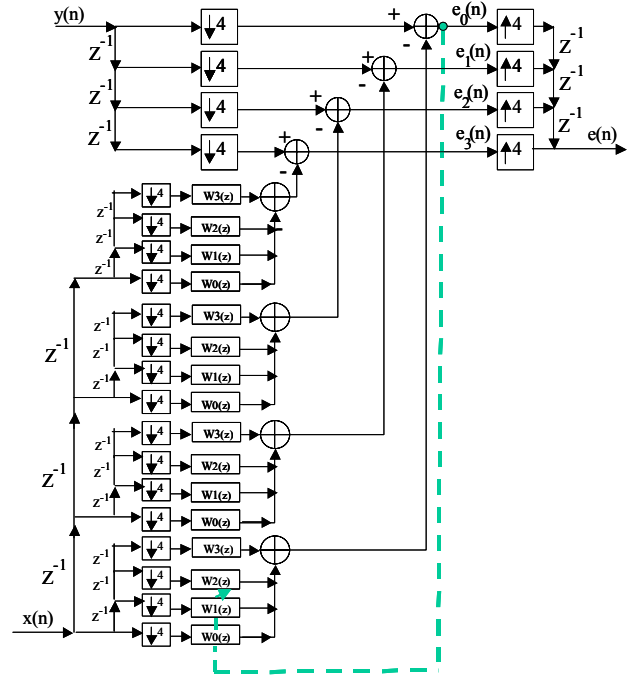 y(n) ↓4 + e₀(n) ↑4
-
Z⁻¹ Z⁻¹
↓4 + e₁(n) ↑4
-
Z⁻¹ Z⁻¹
↓4 + e₂(n) ↑4
-
Z⁻¹ Z⁻¹
↓4 + e₃(n) ↑4 e(n)
-
↓4 W3(z)
z⁻¹
↓4 W2(z) -
↓4 W1(z)
z⁻¹
↓4 W0(z)
↓4 W3(z)
z⁻¹
↓4 W2(z)
Z⁻¹ z⁻¹
↓4 W1(z)
z⁻¹
↓4 W0(z)
↓4 W3(z)
z⁻¹
↓4 W2(z)
Z⁻¹ z⁻¹
↓4 W1(z)
z⁻¹
↓4 W0(z)
↓4 W3(z)
z⁻¹
Z⁻¹ ↓4 W2(z)
z⁻¹
↓4 W1(z)
x(n) z⁻¹
↓4 W0(z)